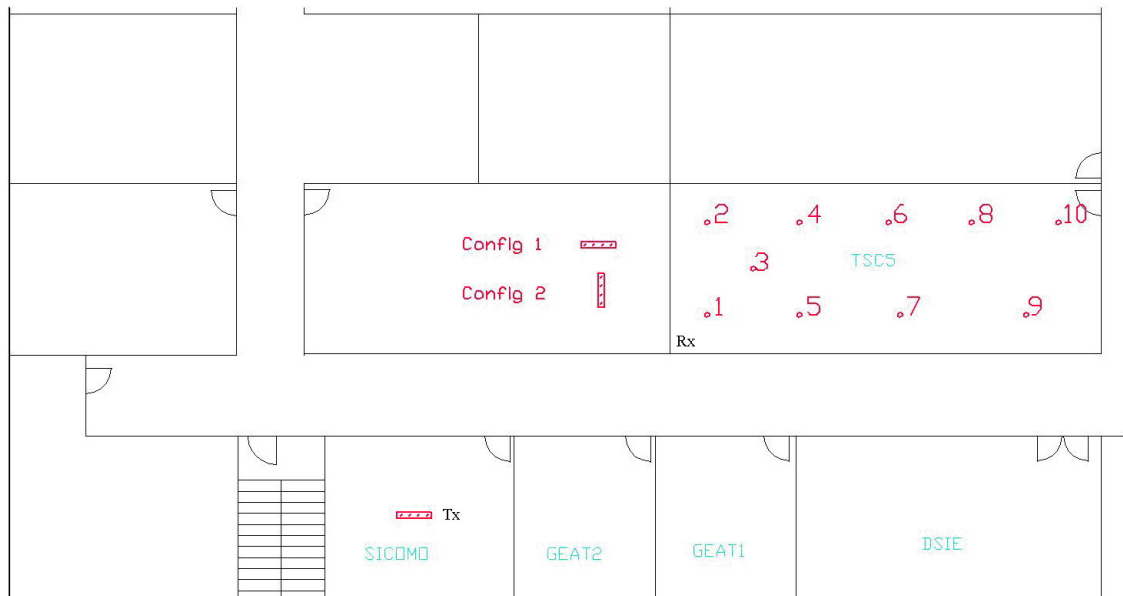 2 4 6 8 10
Config 1
3 TSC5
Config 2
1 5 7 9
Rx
Tx
SICOMO GEAT2 GEAT1 DSIE